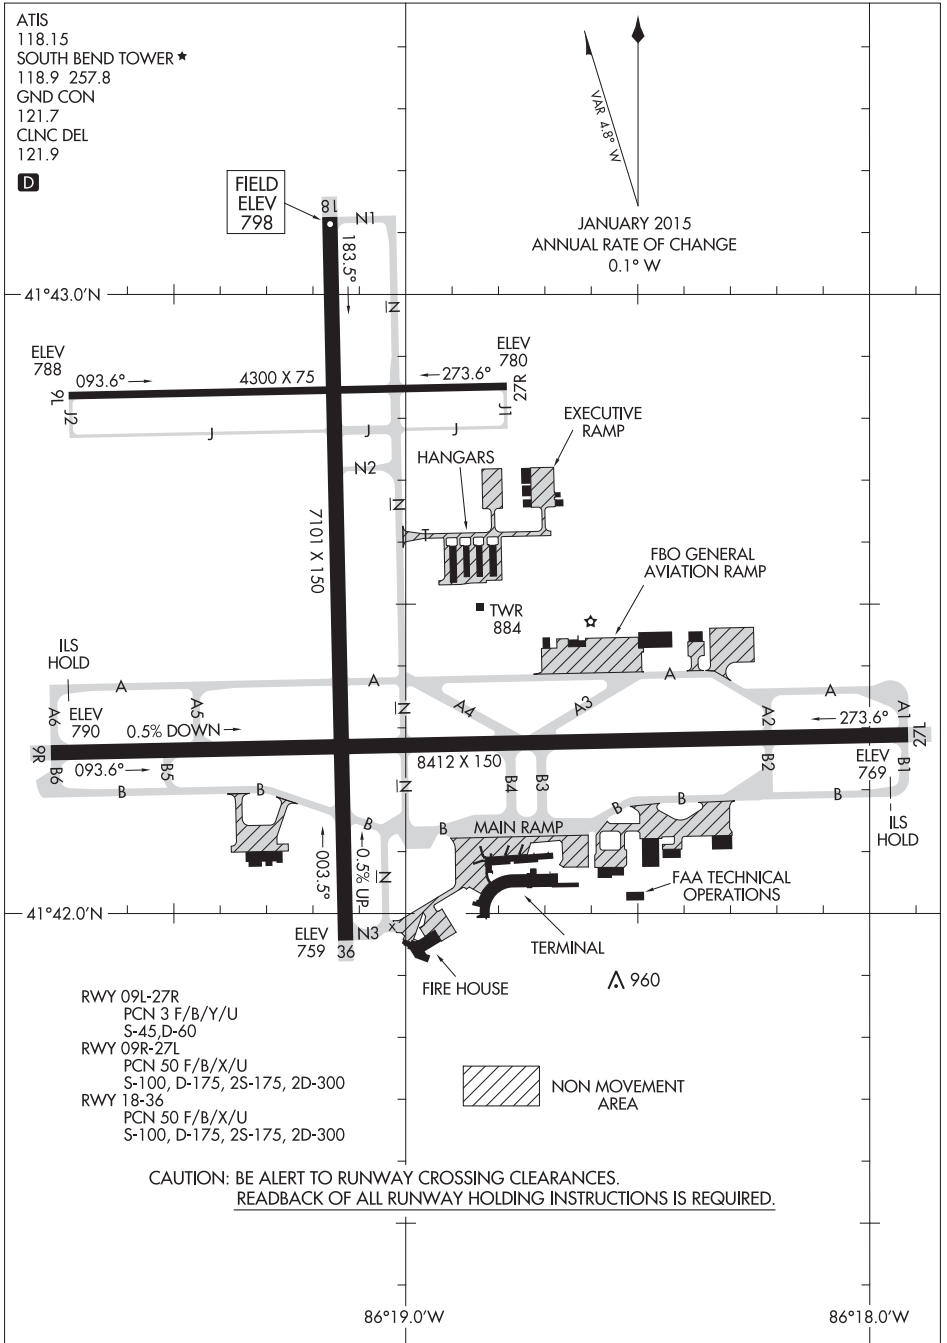 ATIS
118.15
SOUTH BEND TOWER ★
118.9 257.8
GND CON
121.7
CLNC DEL
121.9
D
VAR 4.8° W
JANUARY 2015
ANNUAL RATE OF CHANGE
0.1° W
FIELD
ELEV
798
18
N1
183.5°
41°43.0'N
N
ELEV
788
093.6°
4300 X 75
273.6°
ELEV
780
9L
27R
J2
J
J
J
J1
N2
N
7101 X 150
HANGARS
EXECUTIVE
RAMP
T
TWR
884
FBO GENERAL
AVIATION RAMP
ILS
HOLD
A
A
A
A
A6
ELEV
790
0.5% DOWN
A5
N
A4
A3
A2
A1
273.6°
9R
27L
093.6°
8412 X 150
ELEV
769
B6
B5
B4
B3
B2
B1
N
B
B
B
B
B
B
B
MAIN RAMP
ILS
HOLD
003.5°
0.5% UP
N
FAA TECHNICAL
OPERATIONS
41°42.0'N
ELEV
759
36
N3
x
TERMINAL
FIRE HOUSE
960
RWY 09L-27R
PCN 3 F/B/Y/U
S-45,D-60
RWY 09R-27L
PCN 50 F/B/X/U
S-100, D-175, 2S-175, 2D-300
RWY 18-36
PCN 50 F/B/X/U
S-100, D-175, 2S-175, 2D-300
NON MOVEMENT
AREA
CAUTION: BE ALERT TO RUNWAY CROSSING CLEARANCES.
READBACK OF ALL RUNWAY HOLDING INSTRUCTIONS IS REQUIRED.
86°19.0'W
86°18.0'W